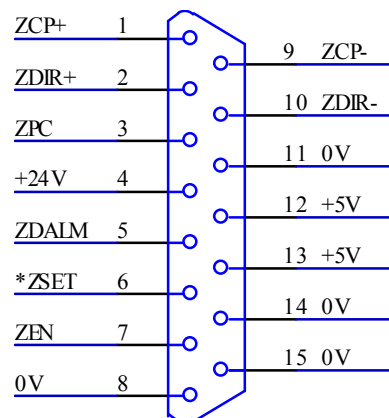 ZCP+ 1
9 ZCP-
ZDIR+ 2
10 ZDIR-
ZPC 3
11 0V
+24V 4
12 +5V
ZDALM 5
13 +5V
*ZSET 6
14 0V
ZEN 7
15 0V
0V 8